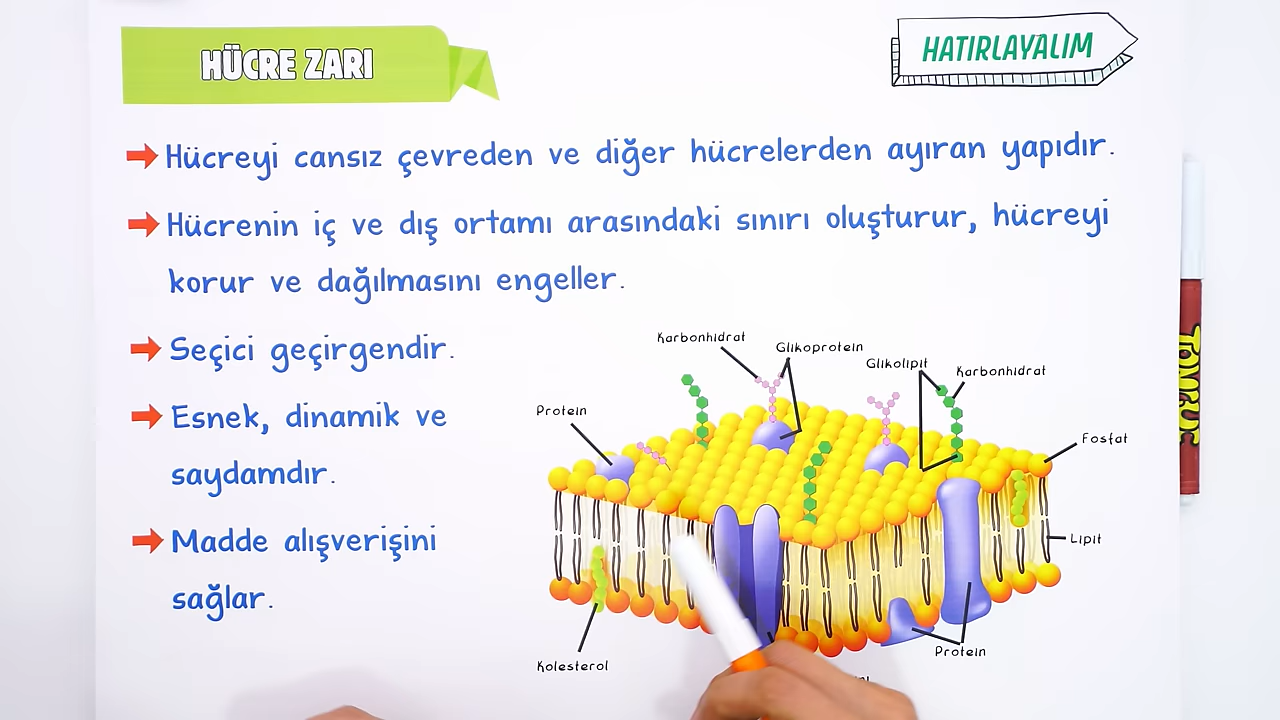 HÜCRE ZARI
HATIRLAYALIM
Hücreyi cansız çevreden ve diğer hücrelerden ayıran yapıdır.
Hücrenin iç ve dış ortamı arasındaki sınırı oluşturur, hücreyi
korur ve dağılmasını engeller.
Seçici geçirgendir.
Esnek, dinamik ve
saydamdır.
Madde alışverişini
sağlar.
Karbonhidrat
Glikoprotein
Glikolipit
Karbonhidrat
Protein
Fosfat
Lipit
Protein
Kolesterol